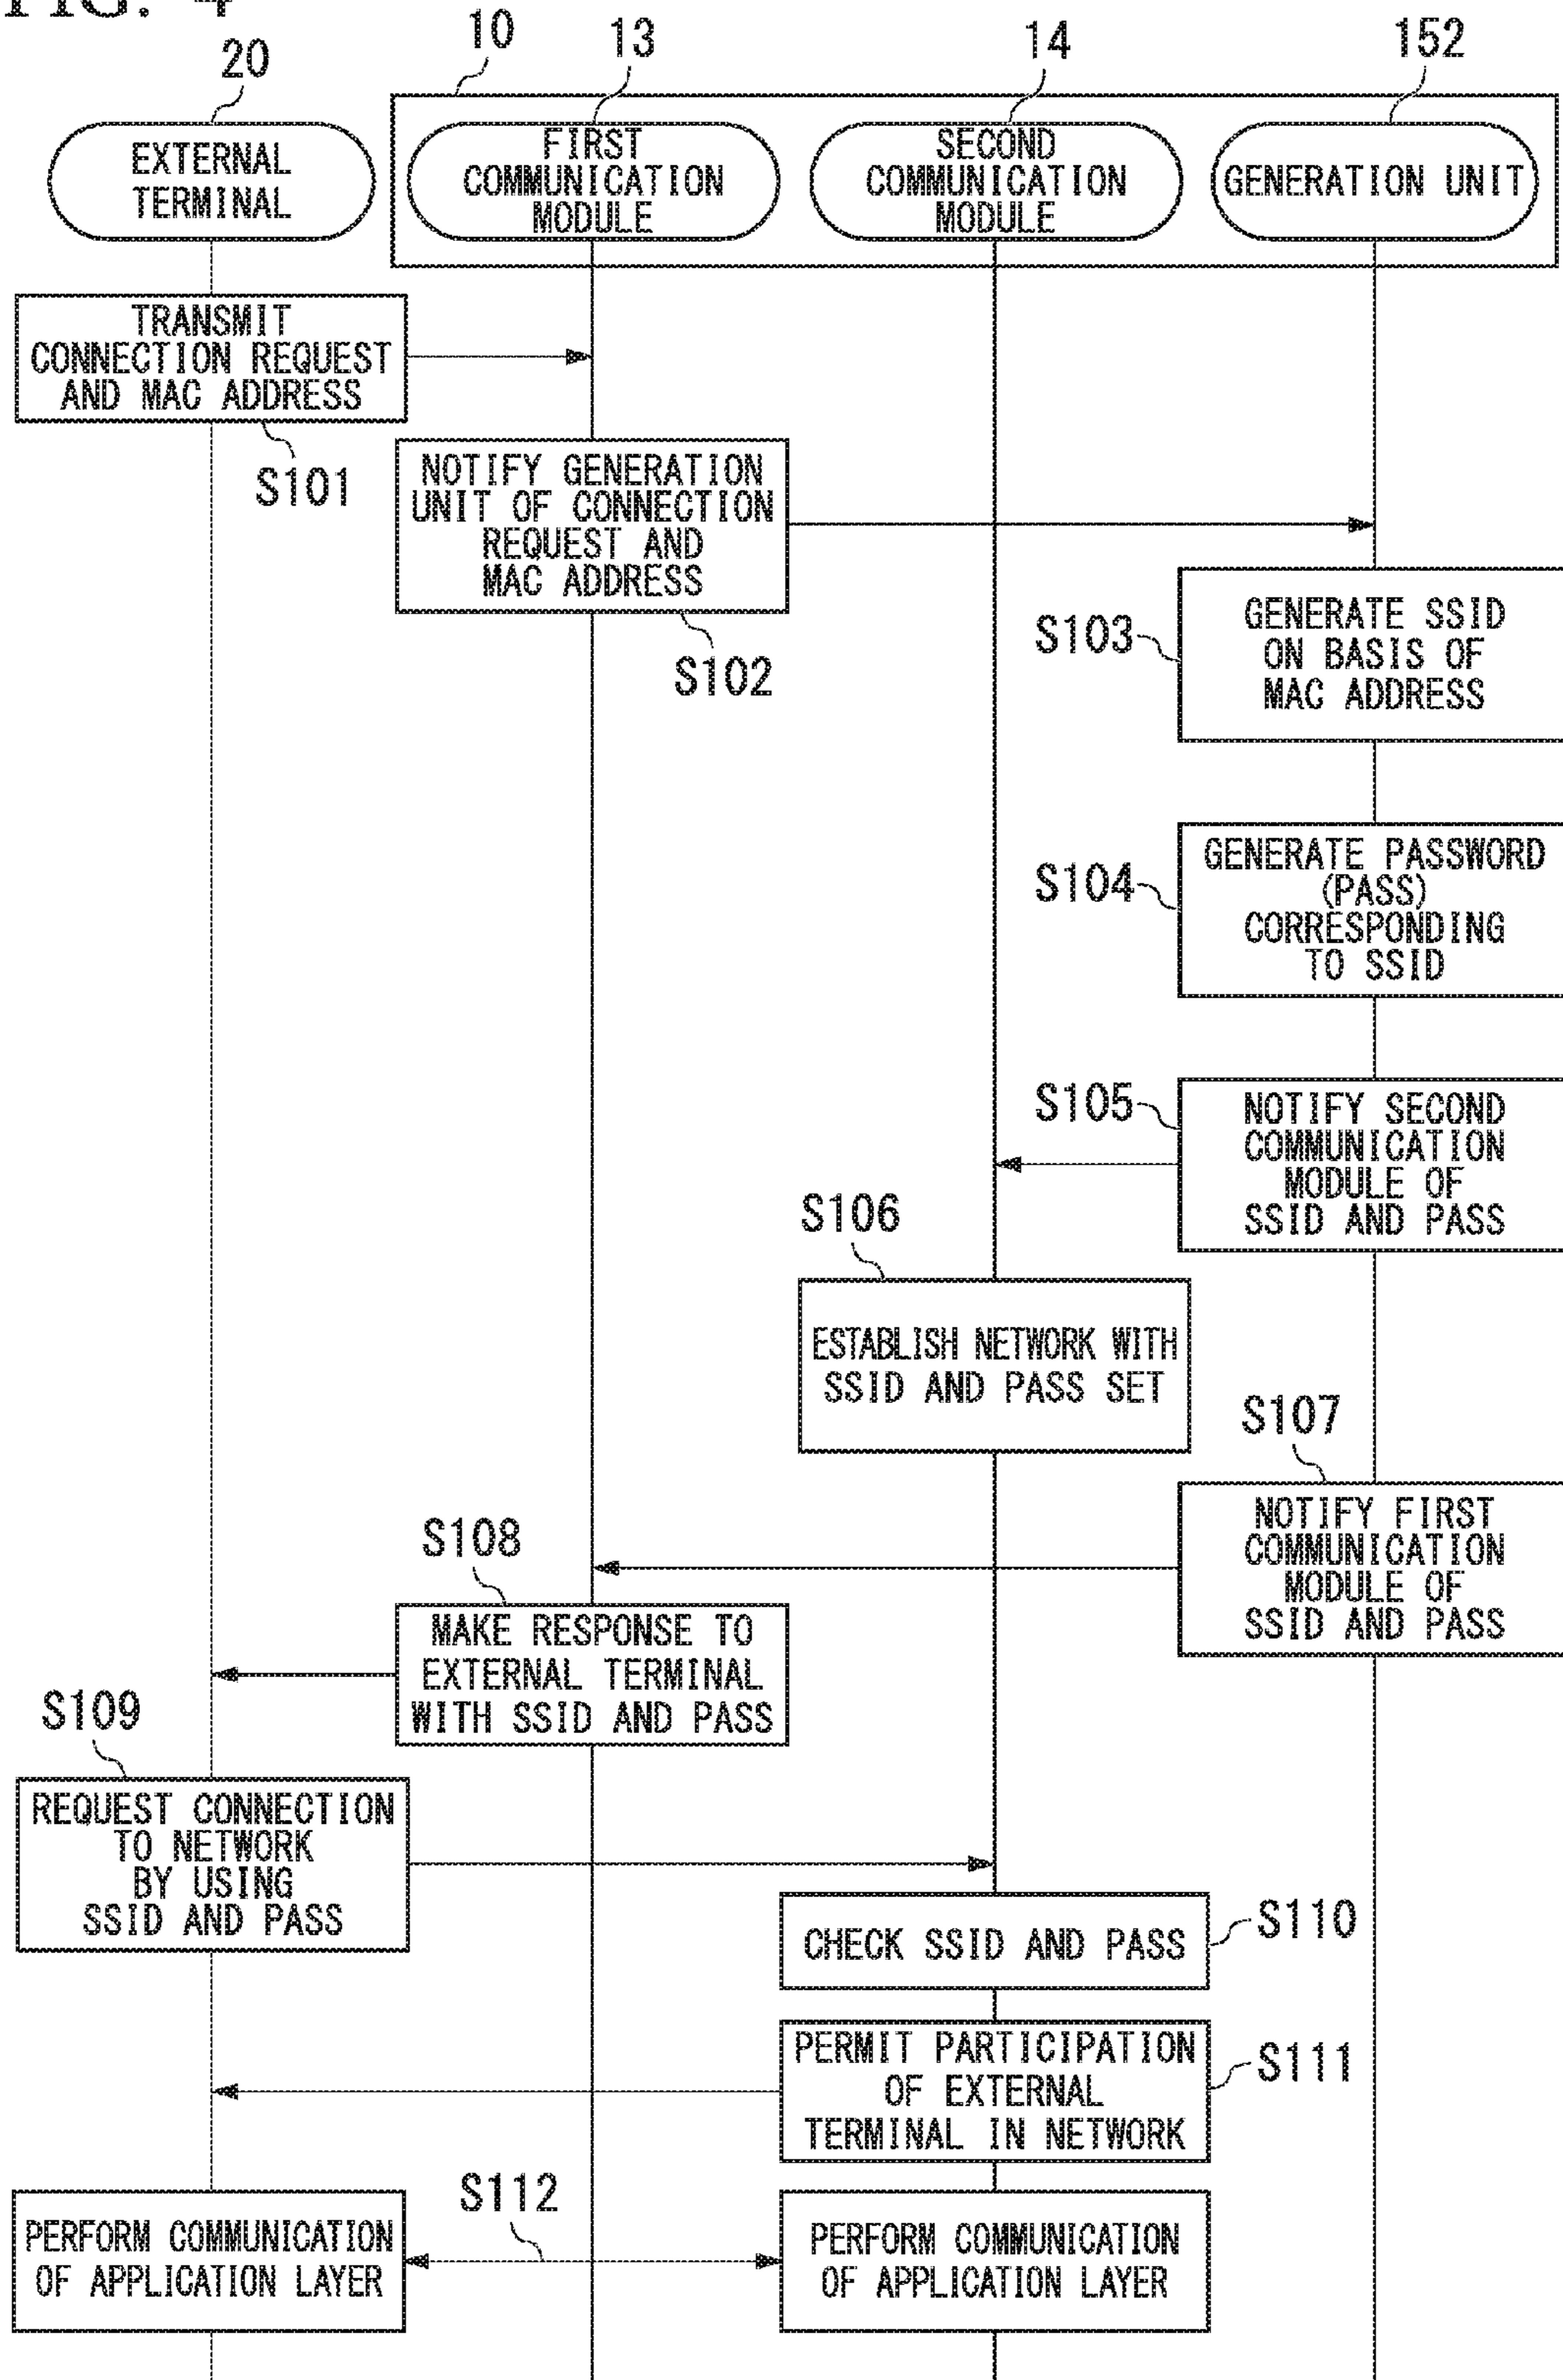 FIG. 4
10
13
14
152
20
EXTERNAL
TERMINAL
FIRST
COMMUNICATION
MODULE
SECOND
COMMUNICATION
MODULE
GENERATION UNIT
TRANSMIT
CONNECTION REQUEST
AND MAC ADDRESS
S101
NOTIFY GENERATION
UNIT OF CONNECTION
REQUEST AND
MAC ADDRESS
S102
S103
GENERATE SSID
ON BASIS OF
MAC ADDRESS
S104
GENERATE PASSWORD
(PASS)
CORRESPONDING
TO SSID
S105
NOTIFY SECOND
COMMUNICATION
MODULE OF
SSID AND PASS
S106
ESTABLISH NETWORK WITH
SSID AND PASS SET
S107
NOTIFY FIRST
COMMUNICATION
MODULE OF
SSID AND PASS
S108
MAKE RESPONSE TO
EXTERNAL TERMINAL
WITH SSID AND PASS
S109
REQUEST CONNECTION
TO NETWORK
BY USING
SSID AND PASS
CHECK SSID AND PASS
S110
PERMIT PARTICIPATION
OF EXTERNAL
TERMINAL IN NETWORK
S111
S112
PERFORM COMMUNICATION
OF APPLICATION LAYER
PERFORM COMMUNICATION
OF APPLICATION LAYER